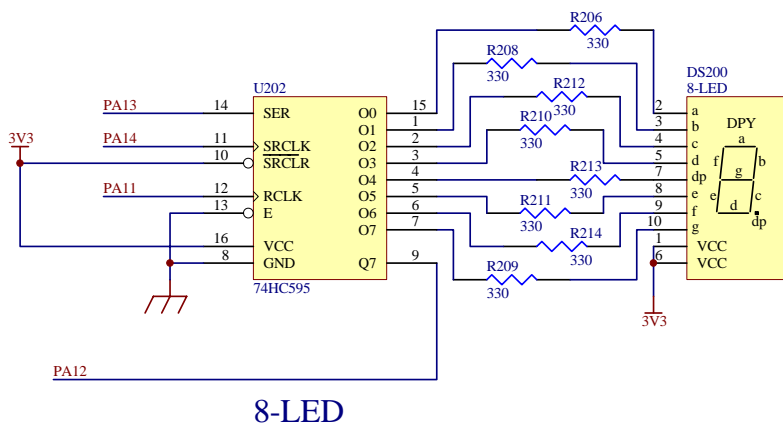 R206
330
R208
330
R212
330
R210
330
R213
330
R211
330
R214
330
R209
330
U202
74HC595
PA13
14
SER
PA14
11
SRCLK
3V3
10
SRCLR
PA11
12
RCLK
13
E
16
VCC
8
GND
O0
15
O1
1
O2
2
O3
3
O4
4
O5
5
O6
6
O7
7
Q7
9
PA12
DS200
8-LED
DPY
2
a
3
b
4
c
5
d
7
dp
8
e
9
f
10
g
1
VCC
6
VCC
a
f
b
g
e
c
d
dp
3V3
8-LED